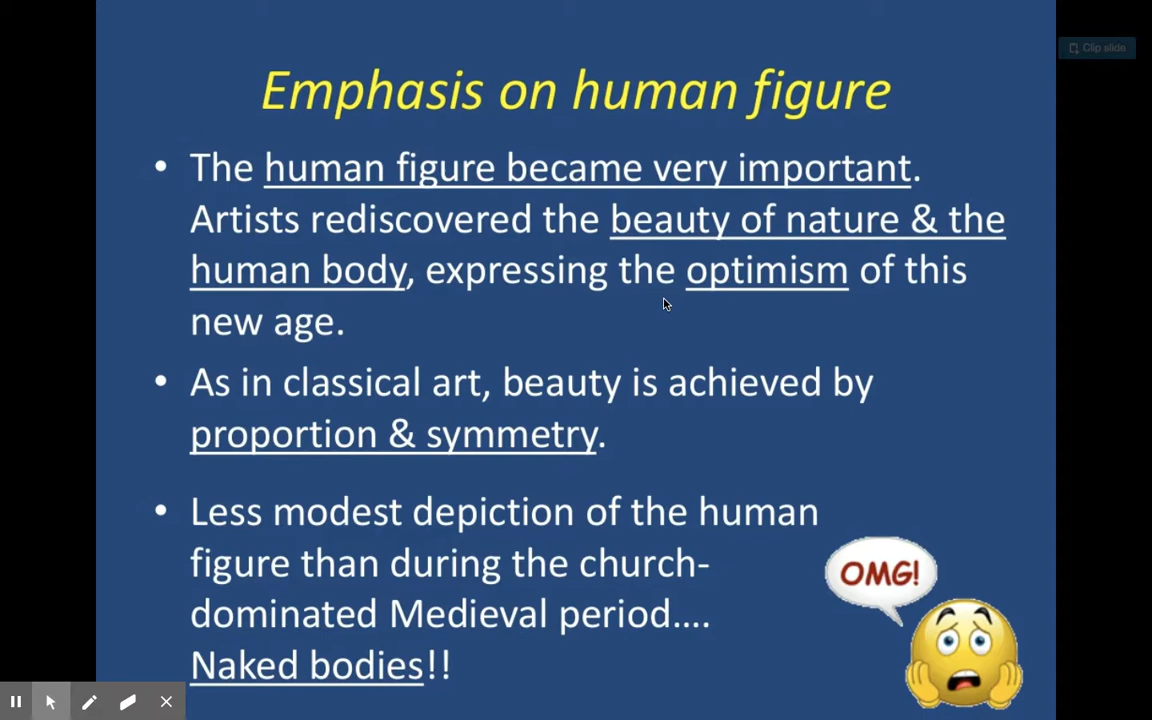 Clip slide
Emphasis on human figure
• The human figure became very important.
Artists rediscovered the beauty of nature & the
human body, expressing the optimism of this
new age.
• As in classical art, beauty is achieved by
proportion & symmetry.
• Less modest depiction of the human
figure than during the church-
dominated Medieval period....
Naked bodies!!
OMG!